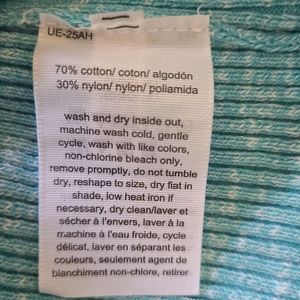 UE-25AH
70% cotton/ coton/ algodón
30% nylon/ nylon/ poliamida
wash and dry inside out,
machine wash cold, gentle
cycle, wash with like colors,
non-chlorine bleach only,
remove promptly, do not tumble
dry, reshape to size, dry flat in
shade, low heat iron if
necessary, dry clean/laver et
sécher à l'envers, laver à la
machine à l'eau froide, cycle
délicat, laver en séparant les
couleurs, seulement agent de
blanchiment non-chlore, retirer